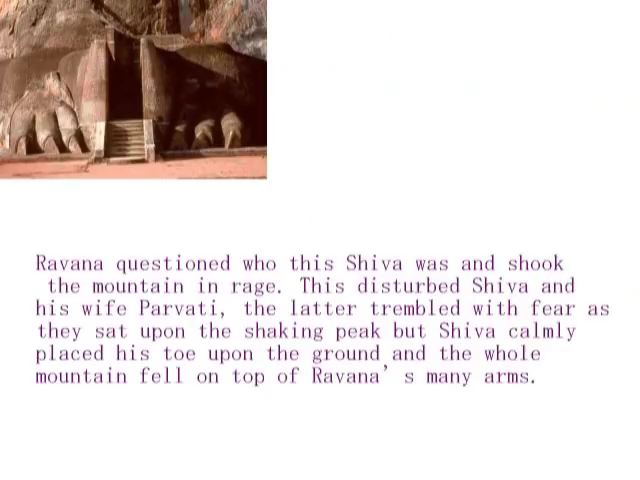 Ravana questioned who this Shiva was and shook
the mountain in rage. This disturbed Shiva and
his wife Parvati, the latter trembled with fear as
they sat upon the shaking peak but Shiva calmly
placed his toe upon the ground and the whole
mountain fell on top of Ravana’s many arms.